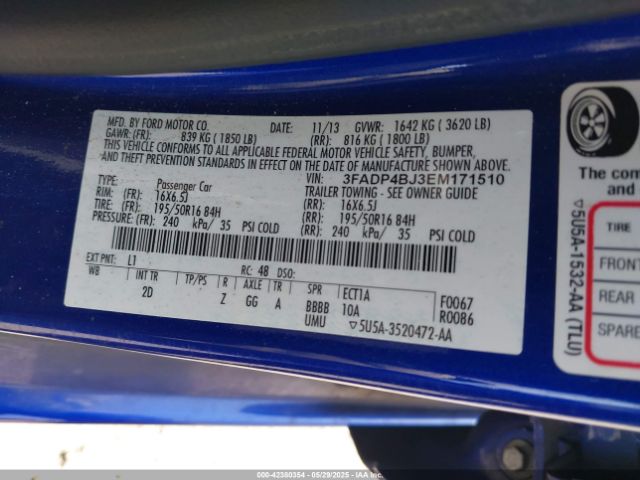 MFD. BY FORD MOTOR CO. DATE: 11/13 GVWR: 1642 KG ( 3620 LB)
GAWR: (FR): 839 KG ( 1850 LB) (RR): 816 KG ( 1800 LB)
THIS VEHICLE CONFORMS TO ALL APPLICABLE FEDERAL MOTOR VEHICLE SAFETY, BUMPER,
AND THEFT PREVENTION STANDARDS IN EFFECT ON THE DATE OF MANUFACTURE SHOWN ABOVE.
VIN: 3FADP4BJ3EM171510
TYPE: Passenger Car TRAILER TOWING - SEE OWNER GUIDE
RIM: (FR) 16X6.5J (RR): 16X6.5J
TIRE: (FR) 195/50R16 84H (RR): 195/50R16 84H
PRESSURE: (FR) 240 kPa/ 35 PSI COLD (RR): 240 kPa/ 35 PSI COLD
EXT PNT: L1 RC: 48 DSO:
WB INT TR TP/PS R AXLE TR SPR ECT1A F0067
2D Z GG A BBBB 10A R0086
UMU ▽5U5A-3520472-AA
The comb
not exce
TIRE
FRONT
REAR
SPARE
▽5U5A-1532-AA (TLU)
000-42380354 - 05/29/2025 - IAAI.com